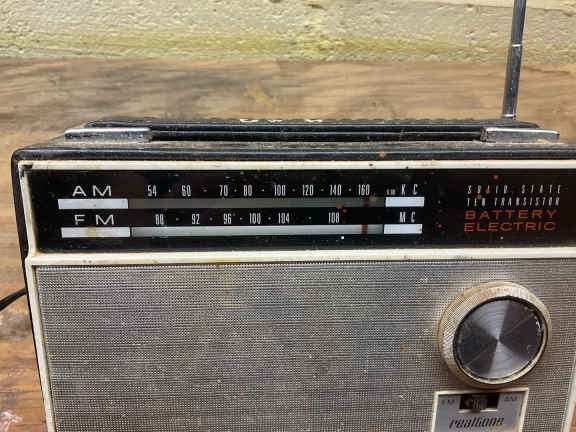 AM 54 · 60 · 70 · 80 · 100 · 120 · 140 · 160 KC
FM 88 · 92 · 96 · 100 · 104 · 108 MC
SOLID STATE
TEN TRANSISTOR
BATTERY
ELECTRIC
FM AM
realtone